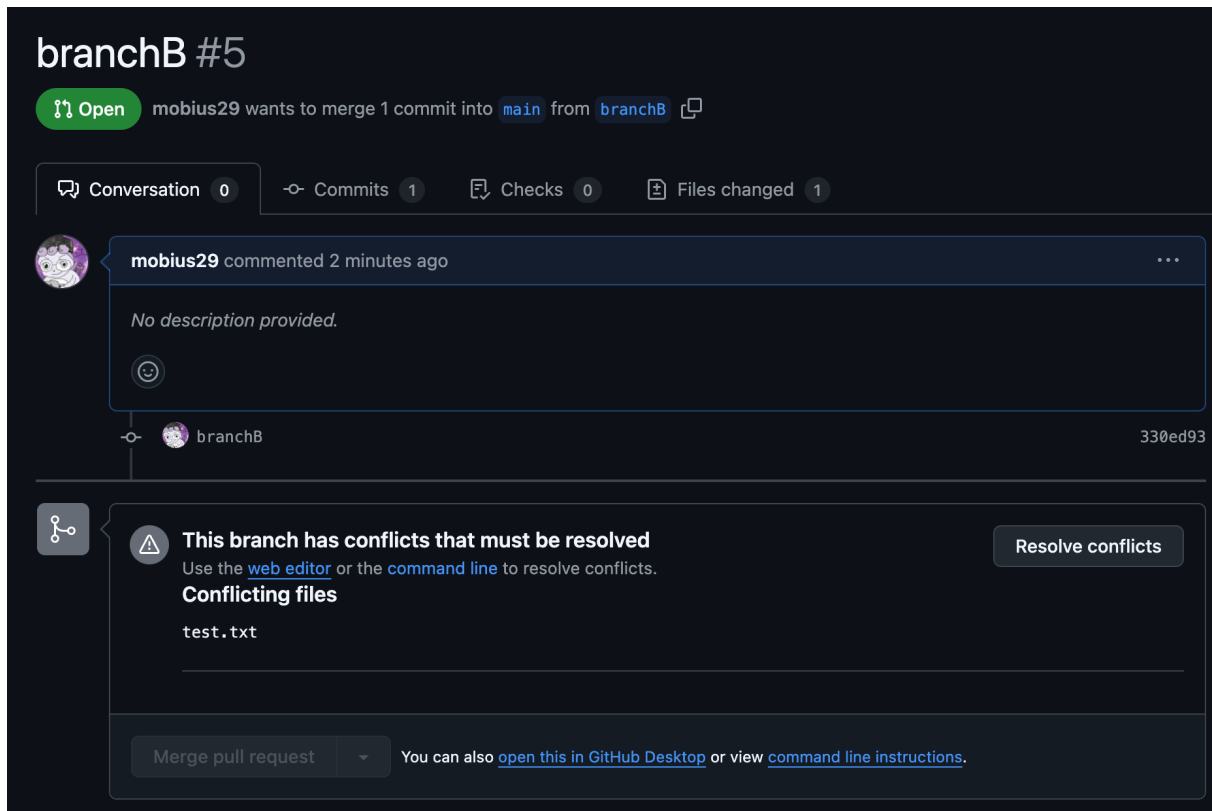 branchB #5
Open mobius29 wants to merge 1 commit into main from branchB
Conversation 0 Commits 1 Checks 0 Files changed 1
mobius29 commented 2 minutes ago
No description provided.
branchB 330ed93
This branch has conflicts that must be resolved
Resolve conflicts
Use the web editor or the command line to resolve conflicts.
Conflicting files
test.txt
Merge pull request You can also open this in GitHub Desktop or view command line instructions.